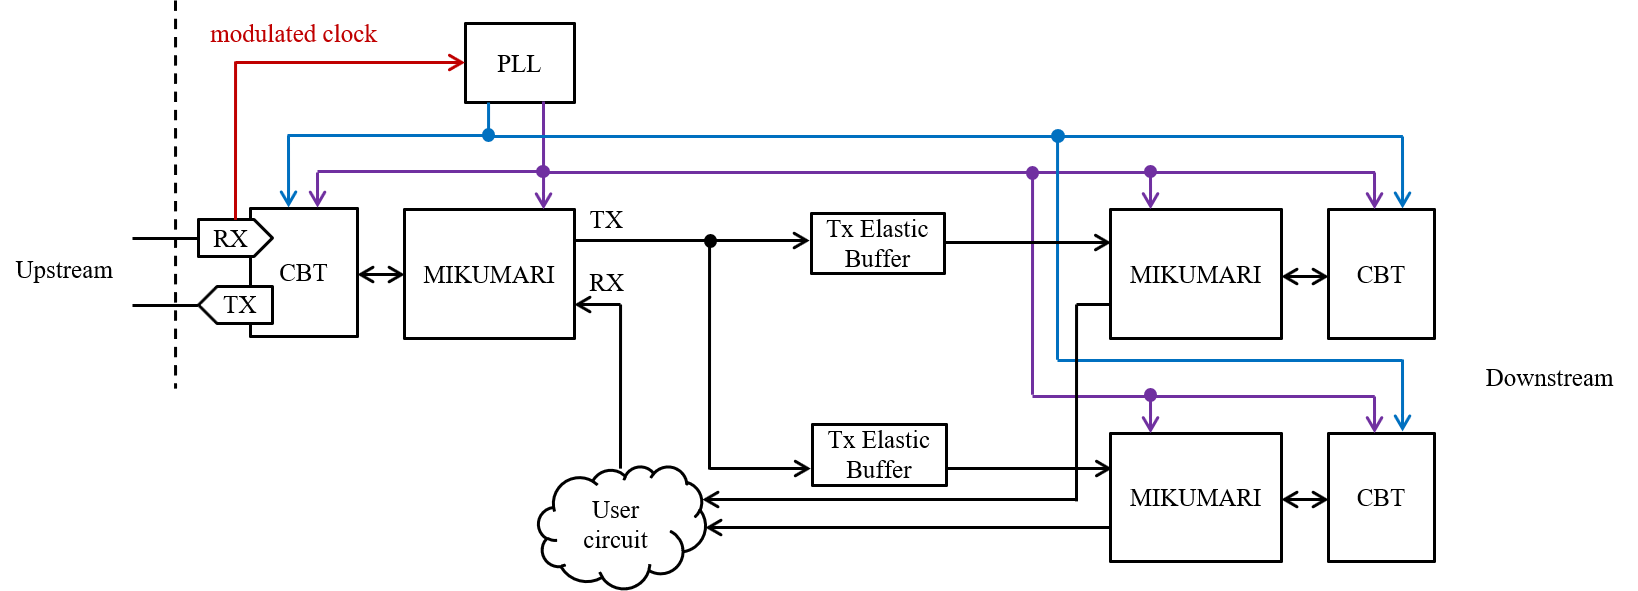 modulated clock
PLL
TX
RX
Tx Elastic
Buffer
RX
CBT
MIKUMARI
MIKUMARI
CBT
Upstream
TX
Downstream
Tx Elastic
Buffer
User
circuit
MIKUMARI
CBT